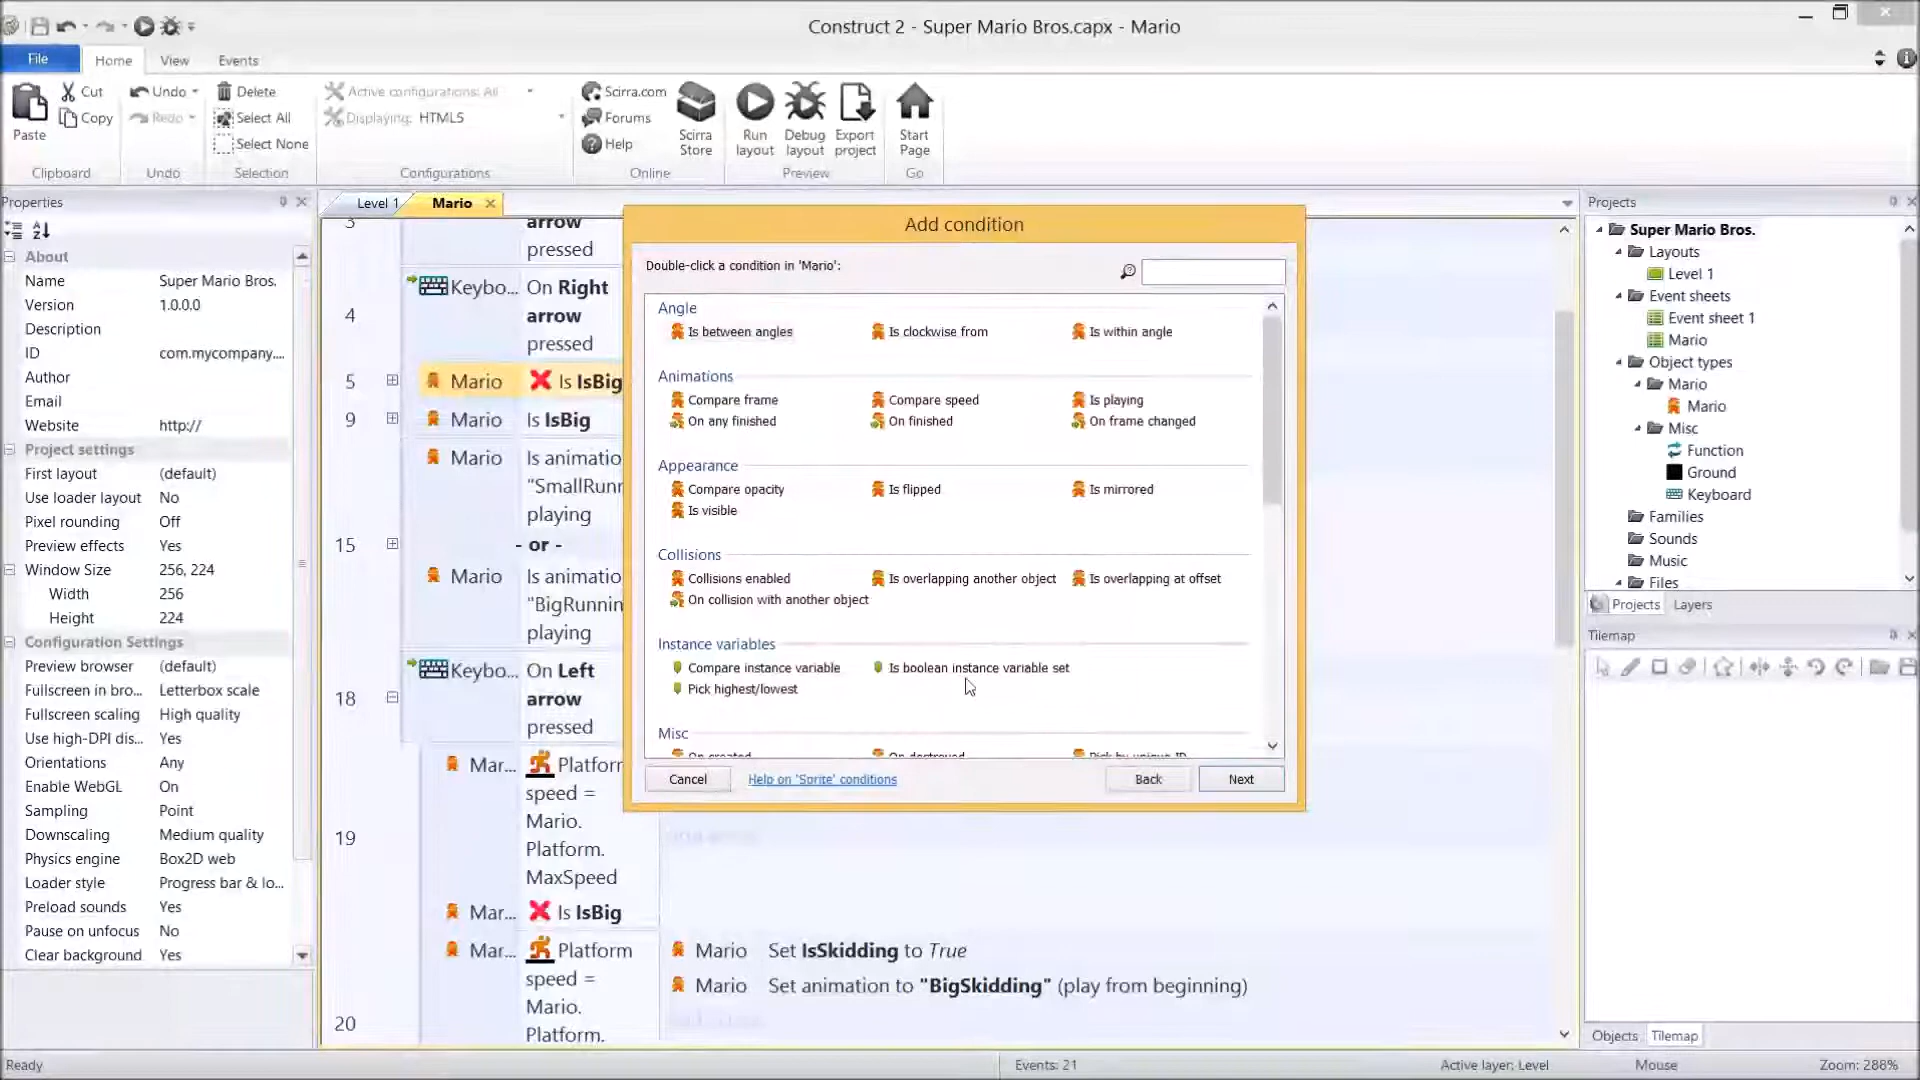 Construct 2 - Super Mario Bros.capx - Mario
File Home View Events
Paste
Cut
Copy
Clipboard
Undo
Redo
Undo
Delete
Select All
Select None
Selection
Active configurations: All
Displaying: HTML5
Configurations
Scirra.com
Forums
Help
Scirra
Store
Online
Run
layout
Debug
layout
Export
project
Preview
Start
Page
Go
Properties
About
Name Super Mario Bros.
Version 1.0.0.0
Description
ID com.mycompany....
Author
Email
Website http://
Project settings
First layout (default)
Use loader layout No
Pixel rounding Off
Preview effects Yes
Window Size 256, 224
Width 256
Height 224
Configuration Settings
Preview browser (default)
Fullscreen in bro... Letterbox scale
Fullscreen scaling High quality
Use high-DPI dis... Yes
Orientations Any
Enable WebGL On
Sampling Point
Downscaling Medium quality
Physics engine Box2D web
Loader style Progress bar & lo...
Preload sounds Yes
Pause on unfocus No
Clear background Yes
Level 1 Mario
3 arrow
pressed
4 Keybo... On Right
arrow
pressed
5 Mario Is IsBig
9 Mario Is IsBig
Mario Is animatio
"SmallRunn
playing
15 - or -
Mario Is animatio
"BigRunnin
playing
18 Keybo... On Left
arrow
pressed
19 Mar... Platform
speed =
Mario.
Platform.
MaxSpeed
Mar... Is IsBig
20 Mar... Platform
speed =
Mario.
Platform.
Mario Set IsSkidding to True
Mario Set animation to "BigSkidding" (play from beginning)
Add condition
Double-click a condition in 'Mario':
Angle
Is between angles Is clockwise from Is within angle
Animations
Compare frame Compare speed Is playing
On any finished On finished On frame changed
Appearance
Compare opacity Is flipped Is mirrored
Is visible
Collisions
Collisions enabled Is overlapping another object Is overlapping at offset
On collision with another object
Instance variables
Compare instance variable Is boolean instance variable set
Pick highest/lowest
Misc
On created On destroyed Pick by unique ID
Cancel Help on 'Sprite' conditions Back Next
Projects
Super Mario Bros.
Layouts
Level 1
Event sheets
Event sheet 1
Mario
Object types
Mario
Mario
Misc
Function
Ground
Keyboard
Families
Sounds
Music
Files
Projects Layers
Tilemap
Objects Tilemap
Ready Events: 21 Active layer: Level Mouse Zoom: 288%